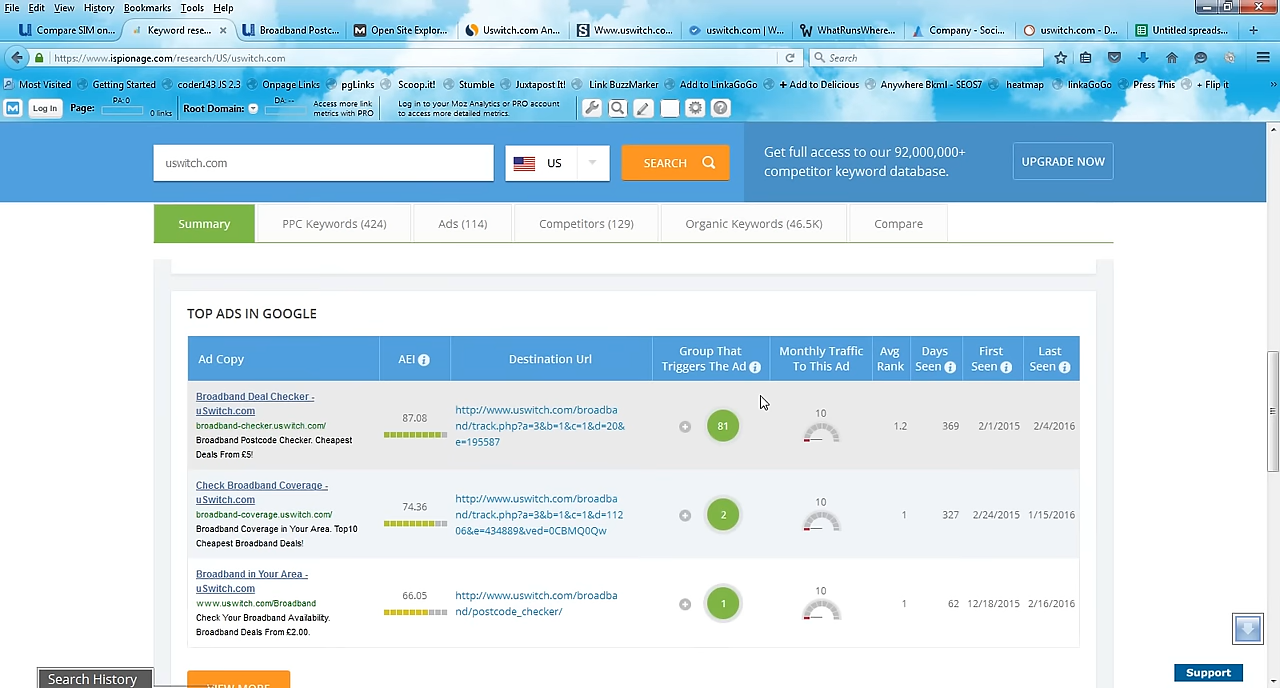 File Edit View History Bookmarks Tools Help
Compare SIM on... Keyword rese... × Broadband Postc... Open Site Explor... Uswitch.com An... Www.uswitch.co... uswitch.com | W... WhatRunsWhere... Company - Soci... uswitch.com - D... Untitled spreads... +
https://www.ispionage.com/research/US/uswitch.com Search
Most Visited Getting Started coder143 JS 2.3 Onpage Links pgLinks Scoop.it! Stumble Juxtapost It! Link BuzzMarker Add to LinkaGoGo + Add to Delicious Anywhere Bkml - SEOS7 heatmap linkaGoGo Press This + Flip it
M Log In Page: DA: 0 0 links Root Domain: DA: -- Access more link metrics with PRO Log in to your Moz Analytics or PRO account to access more detailed metrics.
uswitch.com US SEARCH
Get full access to our 92,000,000+
competitor keyword database.
UPGRADE NOW
Summary PPC Keywords (424) Ads (114) Competitors (129) Organic Keywords (46.5K) Compare
TOP ADS IN GOOGLE
Ad Copy AEI Destination Url Group That Triggers The Ad Monthly Traffic To This Ad Avg Rank Days Seen First Seen Last Seen
Broadband Deal Checker -
uSwitch.com
broadband-checker.uswitch.com/
Broadband Postcode Checker. Cheapest
Deals From £5!
87.08
http://www.uswitch.com/broadba
nd/track.php?a=3&b=1&c=1&d=20&
e=195587
81 10 1.2 369 2/1/2015 2/4/2016
Check Broadband Coverage -
uSwitch.com
broadband-coverage.uswitch.com/
Broadband Coverage in Your Area. Top10
Cheapest Broadband Deals!
74.36
http://www.uswitch.com/broadba
nd/track.php?a=3&b=1&c=1&d=112
06&e=434889&ved=0CBMQ0Qw
2 10 1 327 2/24/2015 1/15/2016
Broadband in Your Area -
uSwitch.com
www.uswitch.com/Broadband
Check Your Broadband Availability.
Broadband Deals From £2.00.
66.05
http://www.uswitch.com/broadba
nd/postcode_checker/
1 10 1 62 12/18/2015 2/16/2016
VIEW MORE
Search History
Support